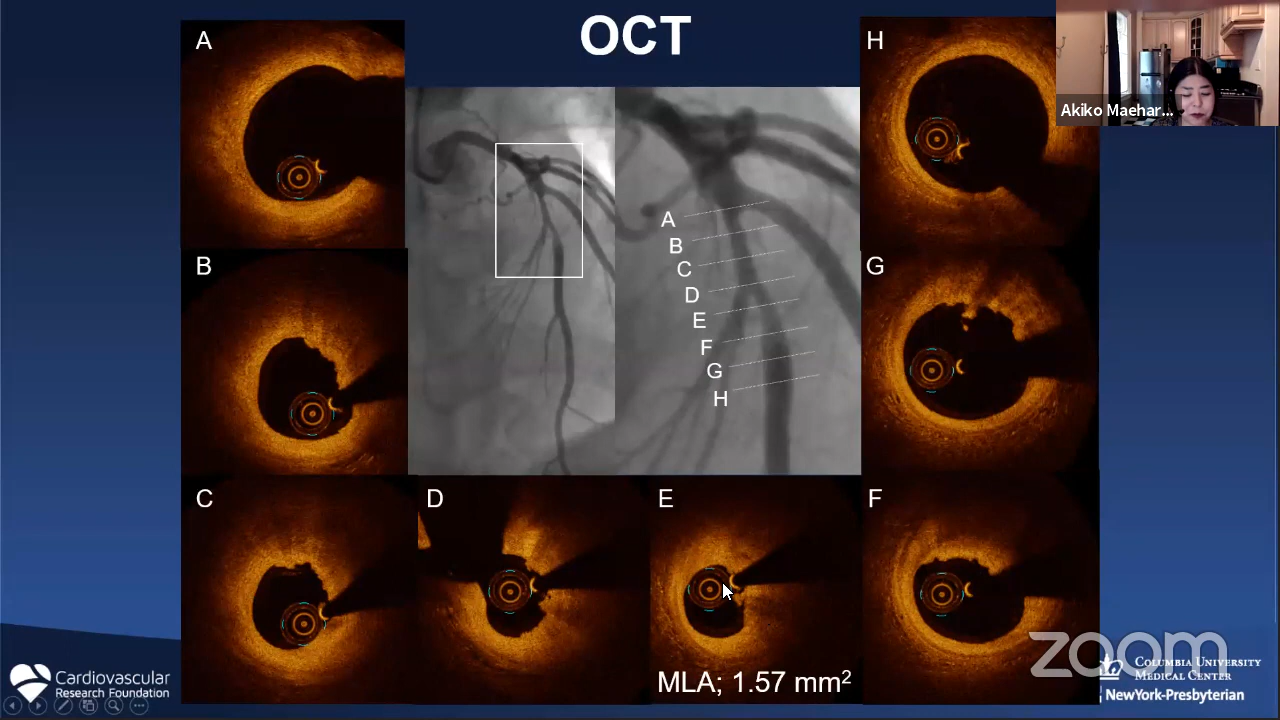 OCT
A
H
Akiko Maehar...
B
G
A
B
C
D
E
F
G
H
C
D
E
F
MLA; 1.57 mm²
zoom
Cardiovascular
Research Foundation
COLUMBIA UNIVERSITY
MEDICAL CENTER
NewYork-Presbyterian